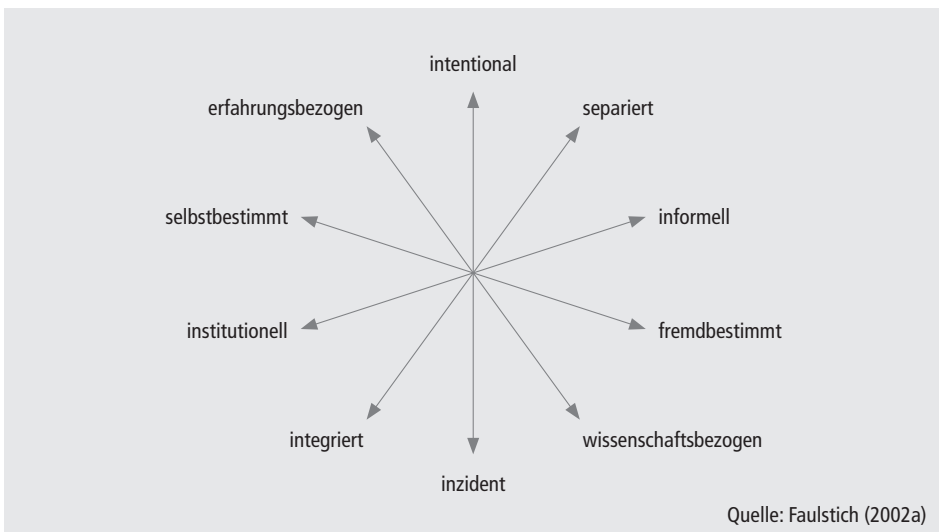 intentional
erfahrungsbezogen
separiert
selbstbestimmt
informell
institutionell
fremdbestimmt
integriert
wissenschaftsbezogen
inzident
Quelle: Faulstich (2002a)